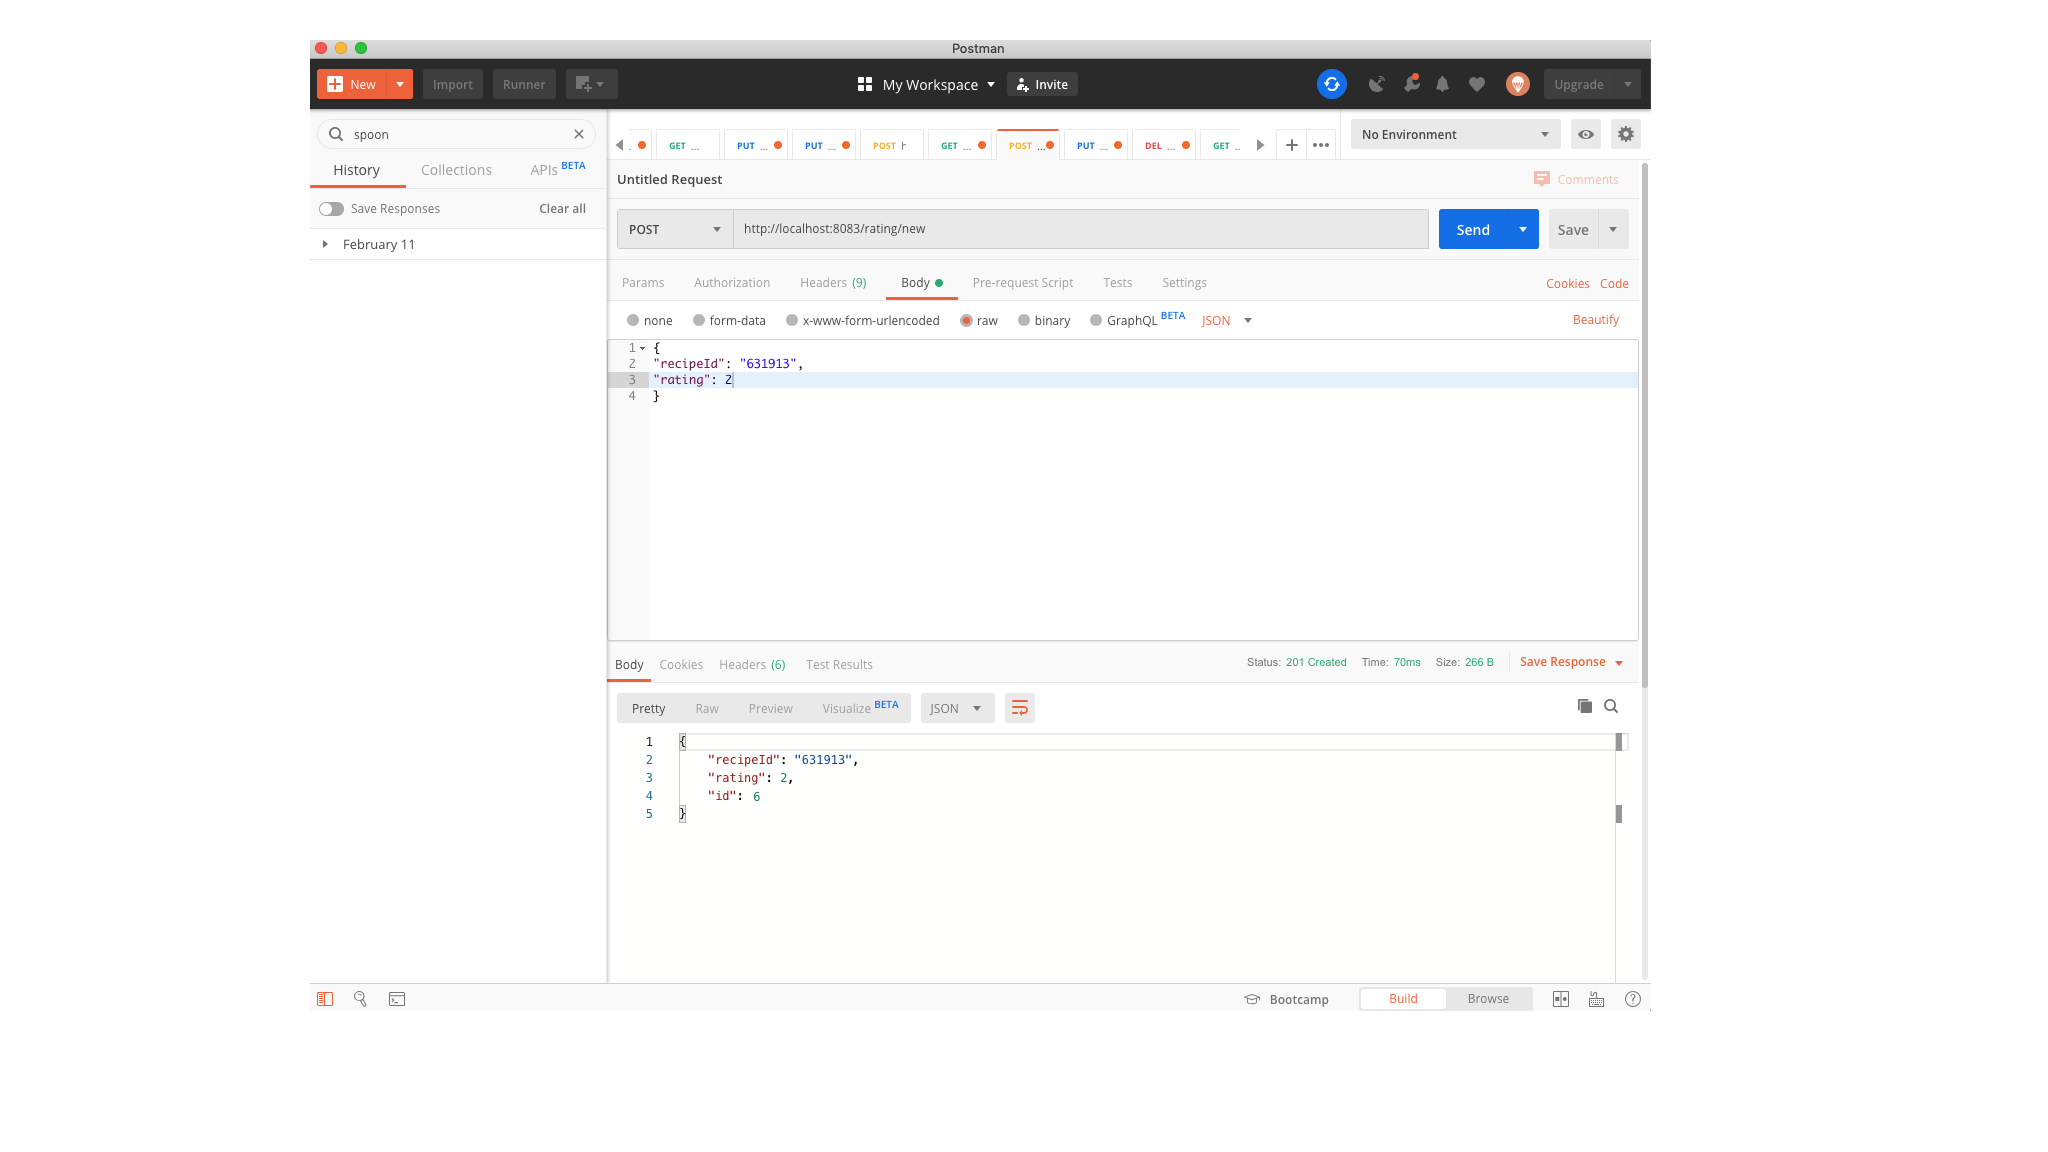 Postman
New Import Runner My Workspace Invite Upgrade
spoon
History Collections APIs BETA
Save Responses Clear all
February 11
. GET ... PUT ... PUT ... POST GET ... POST ... PUT ... DEL ... GET .. No Environment
Untitled Request Comments
POST http://localhost:8083/rating/new Send Save
Params Authorization Headers (9) Body Pre-request Script Tests Settings Cookies Code
none form-data x-www-form-urlencoded raw binary GraphQL BETA JSON Beautify
1 {
2 "recipeId": "631913",
3 "rating": 2
4 }
Body Cookies Headers (6) Test Results Status: 201 Created Time: 70ms Size: 266 B Save Response
Pretty Raw Preview Visualize BETA JSON
1 {
2 "recipeId": "631913",
3 "rating": 2,
4 "id": 6
5 }
Bootcamp Build Browse ?